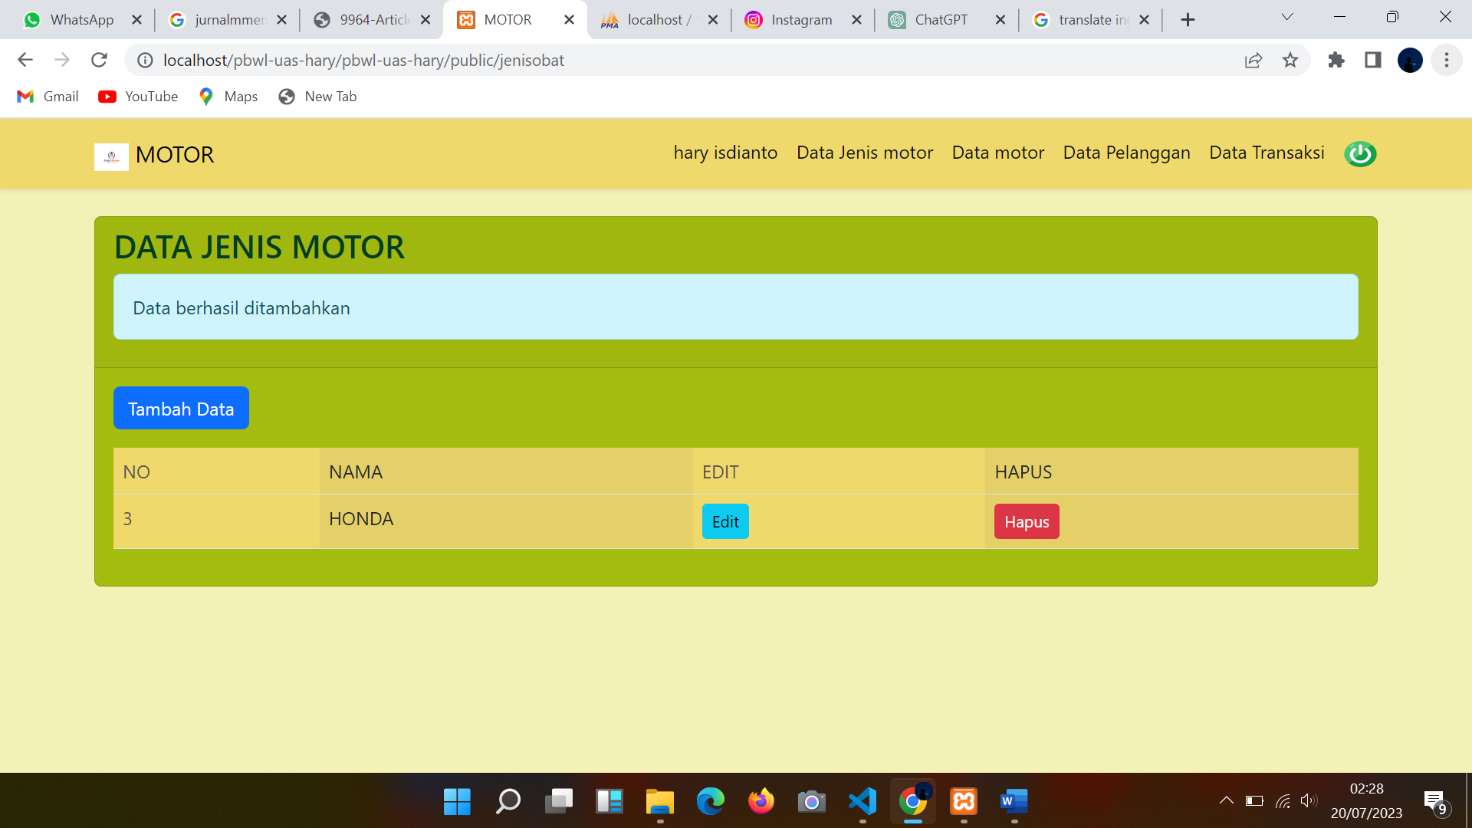 WhatsApp
jurnalmmer
9964-Articl
MOTOR
localhost /
Instagram
ChatGPT
translate in
localhost/pbwl-uas-hary/pbwl-uas-hary/public/jenisobat
Gmail YouTube Maps New Tab
MOTOR
hary isdianto Data Jenis motor Data motor Data Pelanggan Data Transaksi
DATA JENIS MOTOR
Data berhasil ditambahkan
Tambah Data
NO NAMA EDIT HAPUS
3 HONDA Edit Hapus
02:28
20/07/2023
9